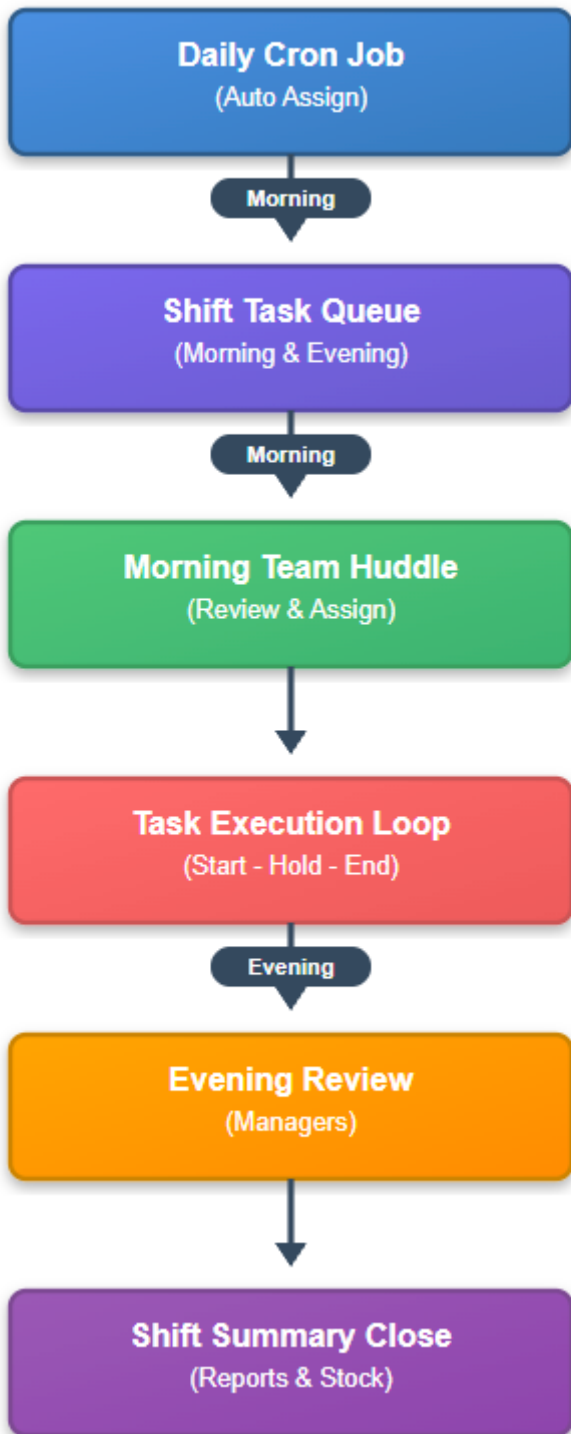 Daily Cron Job
(Auto Assign)
Morning
Shift Task Queue
(Morning & Evening)
Morning
Morning Team Huddle
(Review & Assign)
Task Execution Loop
(Start - Hold - End)
Evening
Evening Review
(Managers)
Shift Summary Close
(Reports & Stock)